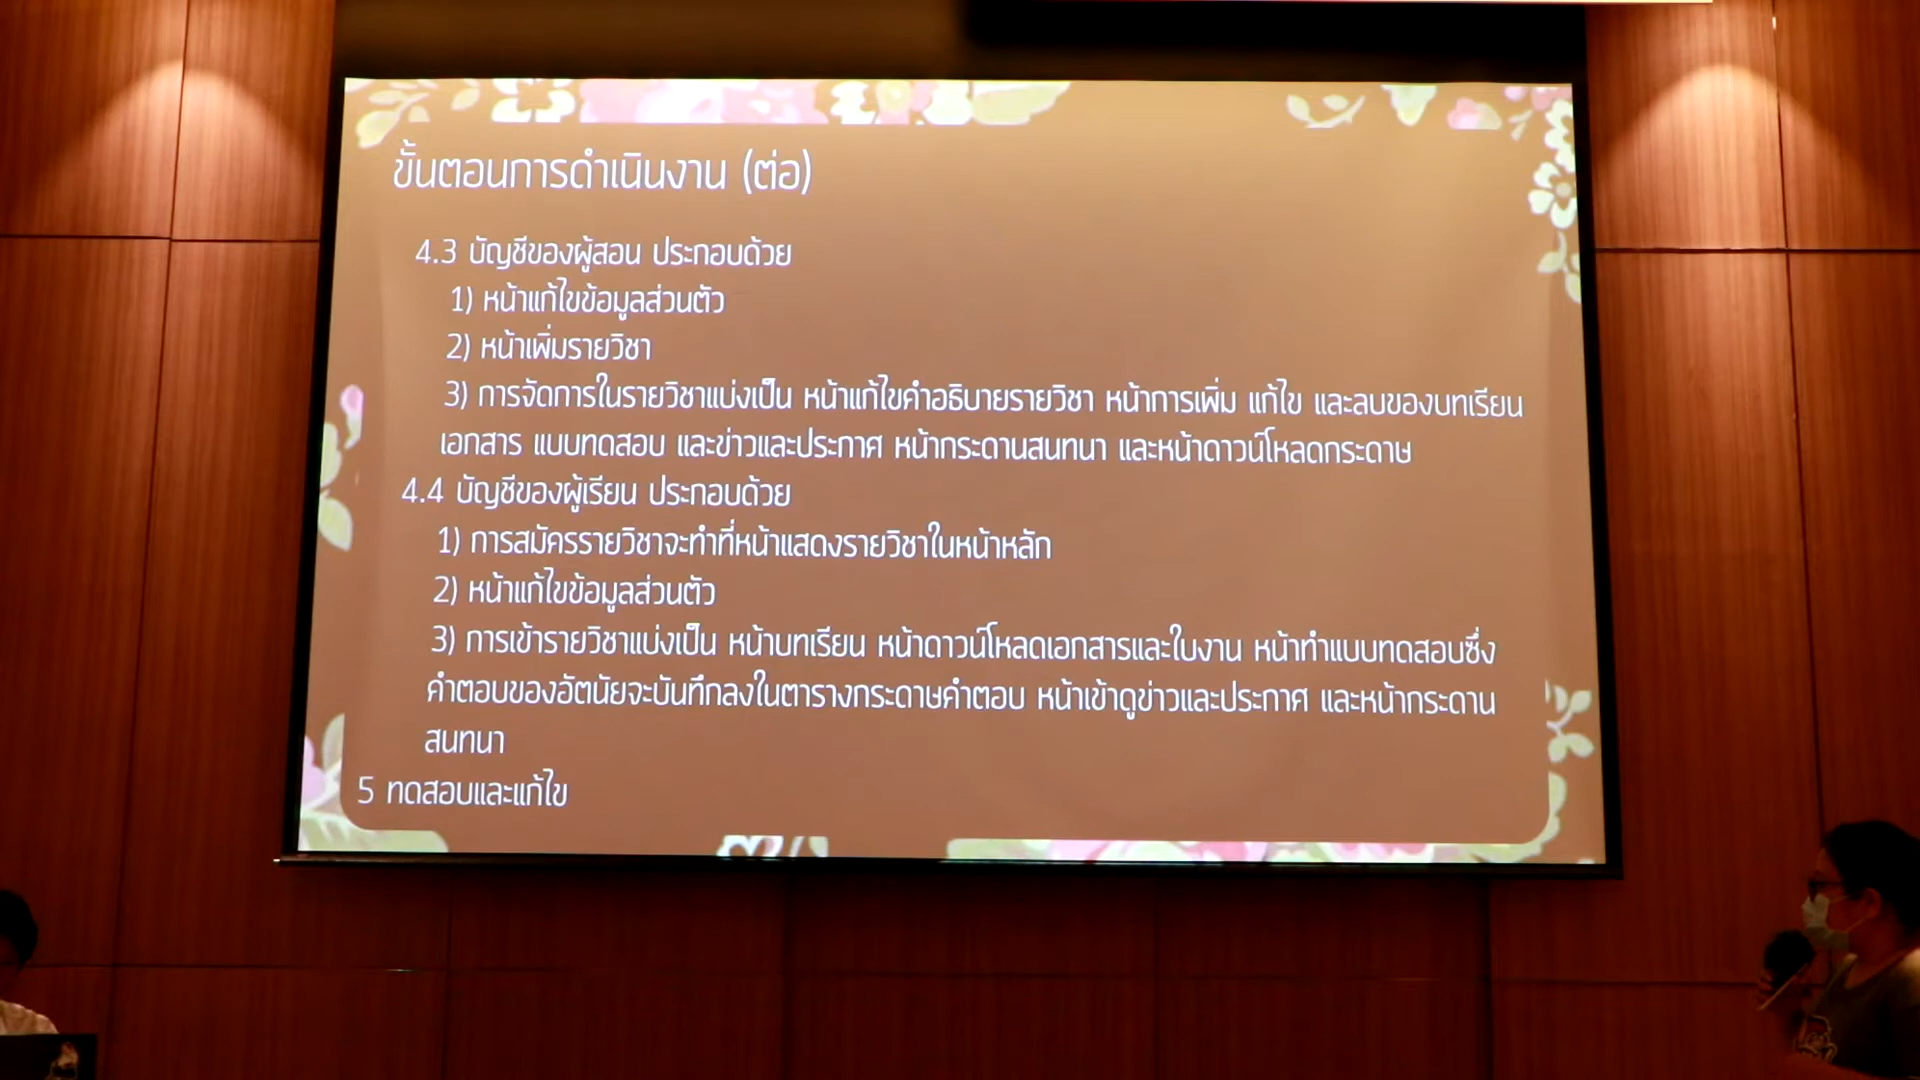 ขั้นตอนการดำเนินงาน (ต่อ)
4.3 บัญชีของผู้สอน ประกอบด้วย
1) หน้าแก้ไขข้อมูลส่วนตัว
2) หน้าเพิ่มรายวิชา
3) การจัดการในรายวิชาแบ่งเป็น หน้าแก้ไขคำอธิบายรายวิชา หน้าการเพิ่ม แก้ไข และลบของบทเรียน
เอกสาร แบบทดสอบ และข่าวและประกาศ หน้ากระดานสนทนา และหน้าดาวน์โหลดกระดาษ
4.4 บัญชีของผู้เรียน ประกอบด้วย
1) การสมัครรายวิชาจะทำที่หน้าแสดงรายวิชาในหน้าหลัก
2) หน้าแก้ไขข้อมูลส่วนตัว
3) การเข้ารายวิชาแบ่งเป็น หน้าบทเรียน หน้าดาวน์โหลดเอกสารและใบงาน หน้าทำแบบทดสอบซึ่ง
คำตอบของอัตนัยจะบันทึกลงในตารางกระดาษคำตอบ หน้าเข้าดูข่าวและประกาศ และหน้ากระดาน
สนทนา
5 ทดสอบและแก้ไข